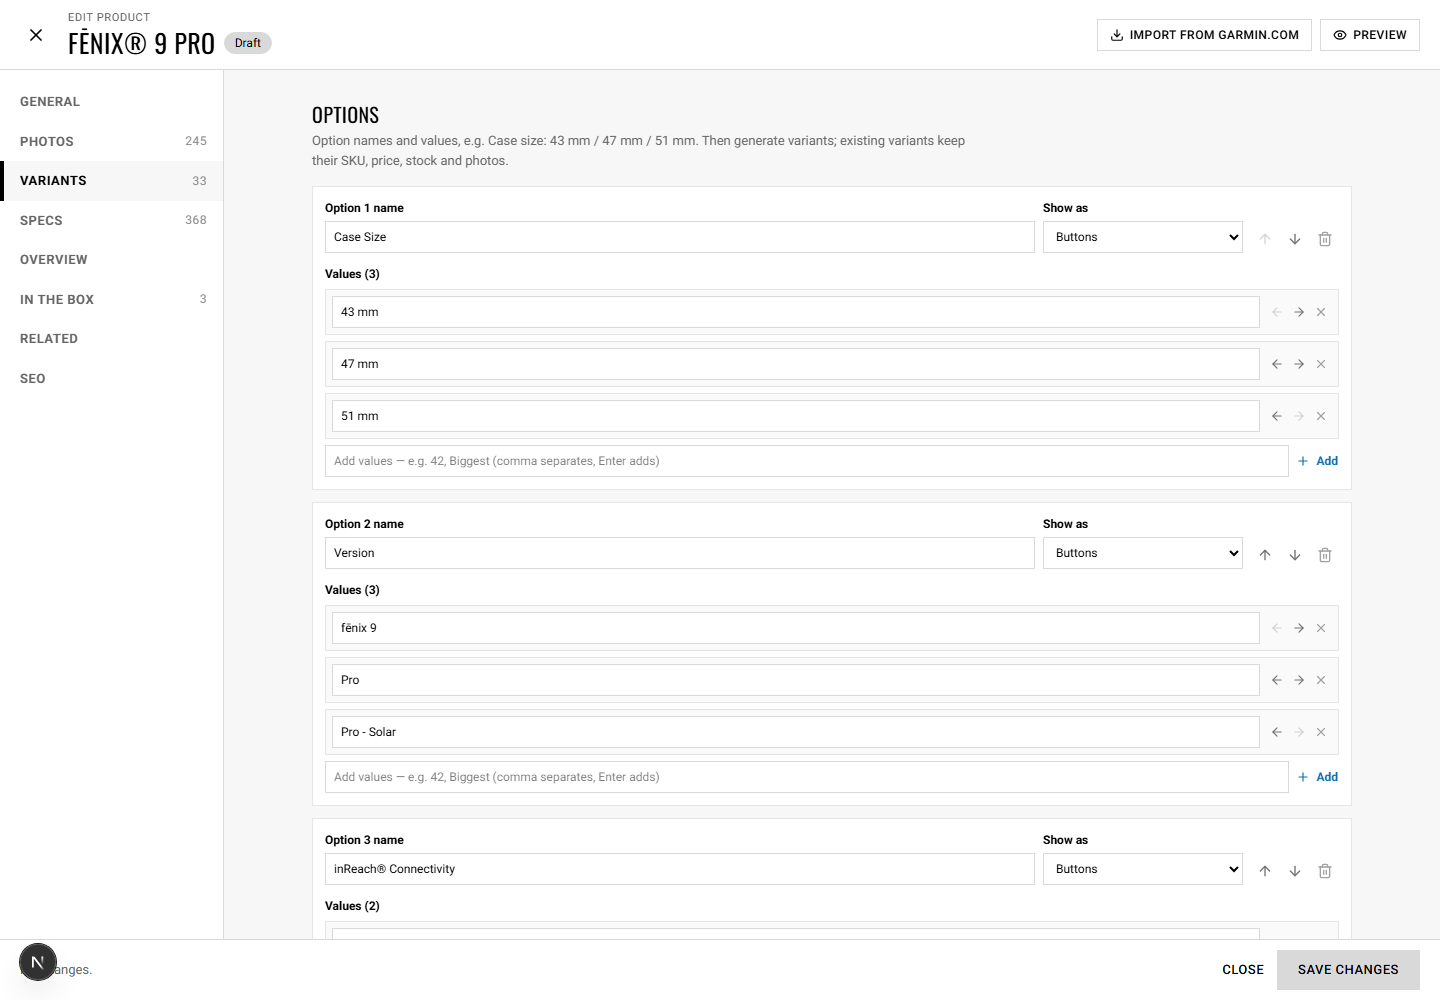 EDIT PRODUCT
FĒNIX® 9 PRO
Draft
IMPORT FROM GARMIN.COM
PREVIEW
GENERAL
PHOTOS 245
VARIANTS 33
SPECS 368
OVERVIEW
IN THE BOX 3
RELATED
SEO
OPTIONS
Option names and values, e.g. Case size: 43 mm / 47 mm / 51 mm. Then generate variants; existing variants keep
their SKU, price, stock and photos.
Option 1 name
Show as
Case Size
Buttons
Values (3)
43 mm
47 mm
51 mm
Add values — e.g. 42, Biggest (comma separates, Enter adds)
+ Add
Option 2 name
Show as
Version
Buttons
Values (3)
fēnix 9
Pro
Pro - Solar
Add values — e.g. 42, Biggest (comma separates, Enter adds)
+ Add
Option 3 name
Show as
inReach® Connectivity
Buttons
Values (2)
N
anges.
CLOSE
SAVE CHANGES